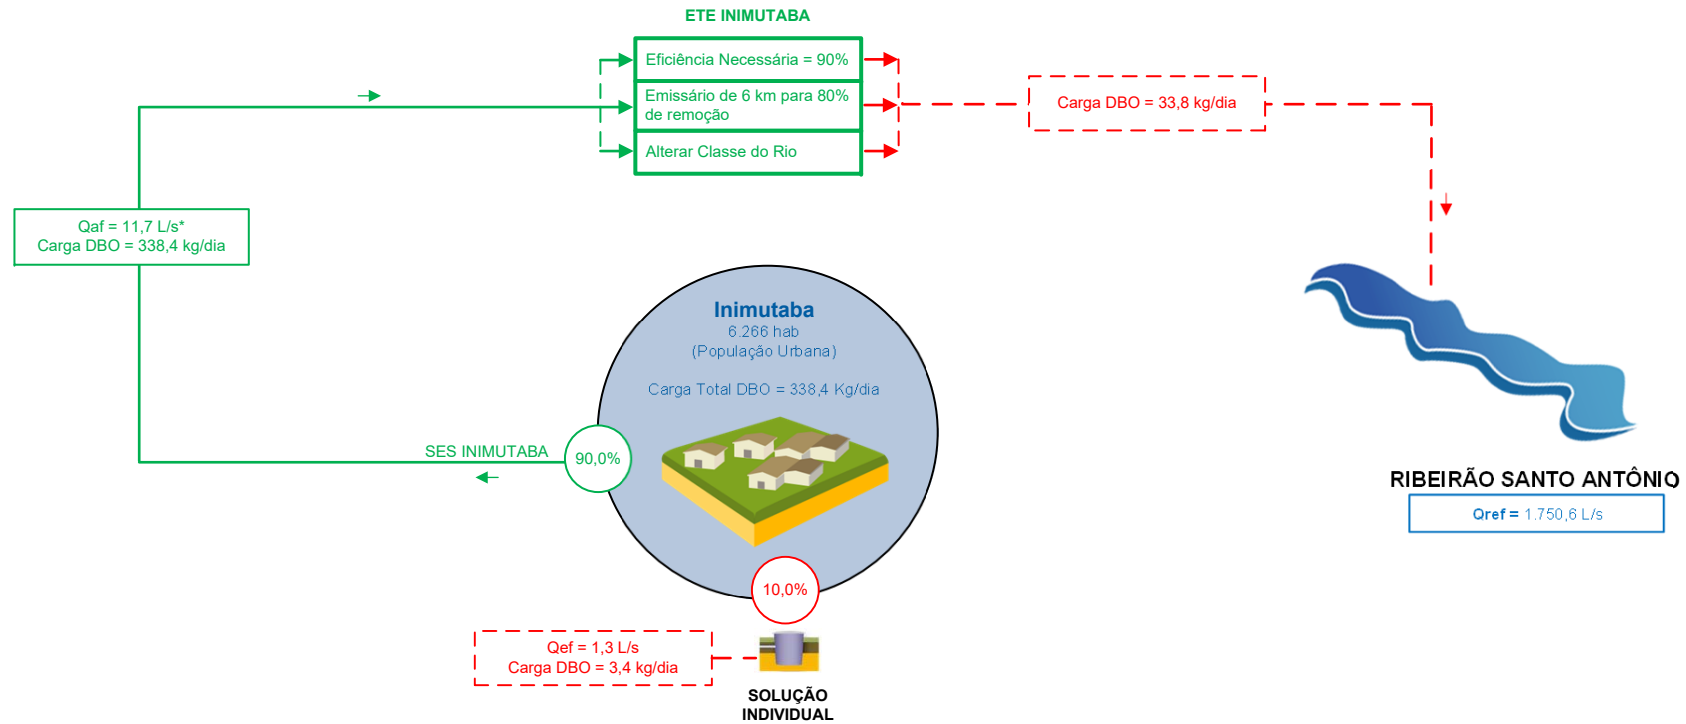 ETE INIMUTABA
Eficiência Necessária = 90%
Emissário de 6 km para 80%
de remoção
Alterar Classe do Rio
Carga DBO = 33,8 kg/dia
Qaf = 11,7 L/s*
Carga DBO = 338,4 kg/dia
Inimutaba
6.266 hab
(População Urbana)
Carga Total DBO = 338,4 Kg/dia
SES INIMUTABA
90,0%
10,0%
Qef = 1,3 L/s
Carga DBO = 3,4 kg/dia
SOLUÇÃO
INDIVIDUAL
RIBEIRÃO SANTO ANTÔNIO
Qref = 1.750,6 L/s